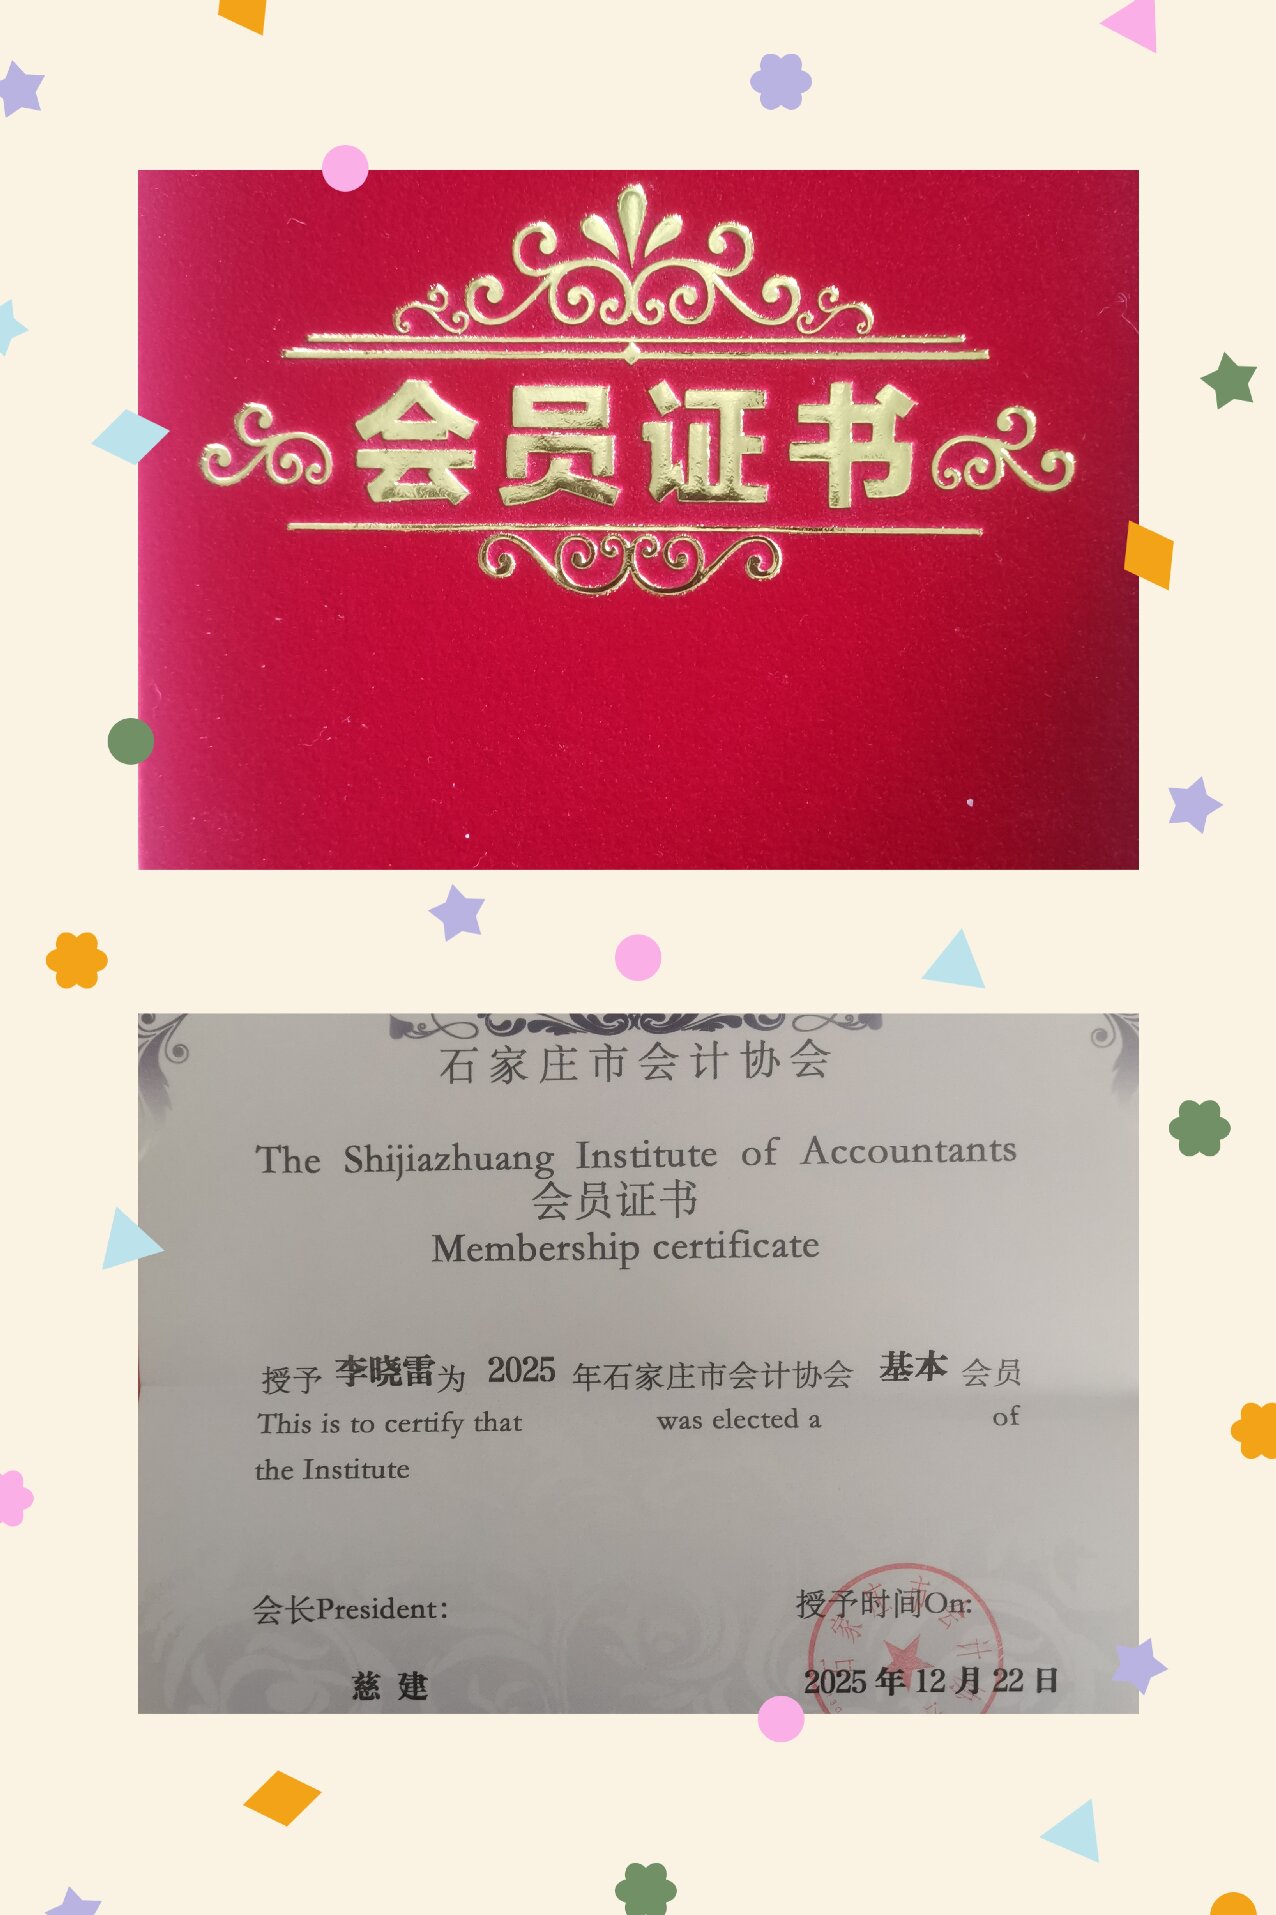 会员证书
石家庄市会计协会
The Shijiazhuang Institute of Accountants
会员证书
Membership certificate
授予 李晓雷为 2025 年石家庄市会计协会 基本 会员
This is to certify that was elected a of
the Institute
会长President:
授予时间On:
慈 建
2025 年 12 月 22 日